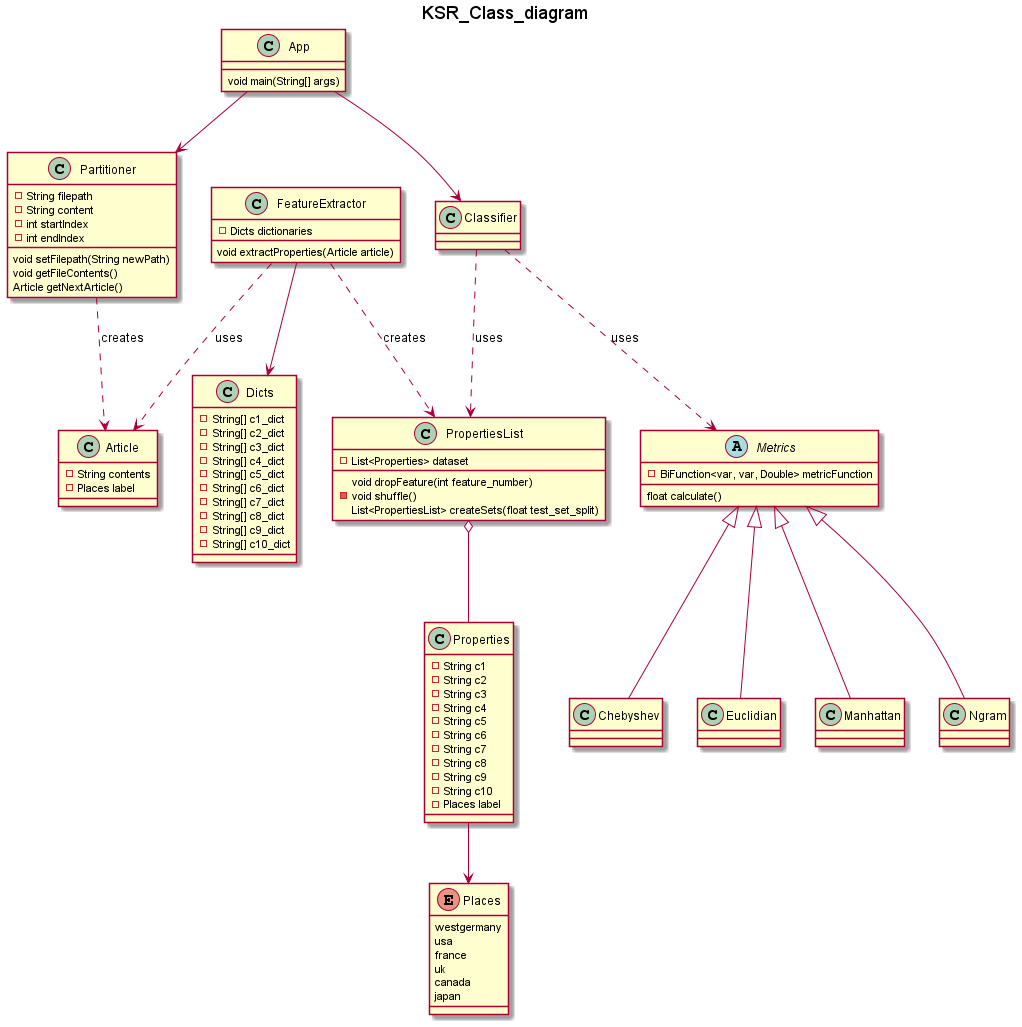 KSR_Class_diagram
C App
void main(String[] args)
C Partitioner
String filepath
String content
int startIndex
int endIndex
void setFilepath(String newPath)
void getFileContents()
Article getNextArticle()
C FeatureExtractor
Dicts dictionaries
void extractProperties(Article article)
C Classifier
creates
uses
creates
uses
uses
C Article
String contents
Places label
C Dicts
String[] c1_dict
String[] c2_dict
String[] c3_dict
String[] c4_dict
String[] c5_dict
String[] c6_dict
String[] c7_dict
String[] c8_dict
String[] c9_dict
String[] c10_dict
C PropertiesList
List<Properties> dataset
void dropFeature(int feature_number)
void shuffle()
List<PropertiesList> createSets(float test_set_split)
A Metrics
BiFunction<var, var, Double> metricFunction
float calculate()
C Properties
String c1
String c2
String c3
String c4
String c5
String c6
String c7
String c8
String c9
String c10
Places label
C Chebyshev
C Euclidian
C Manhattan
C Ngram
E Places
westgermany
usa
france
uk
canada
japan